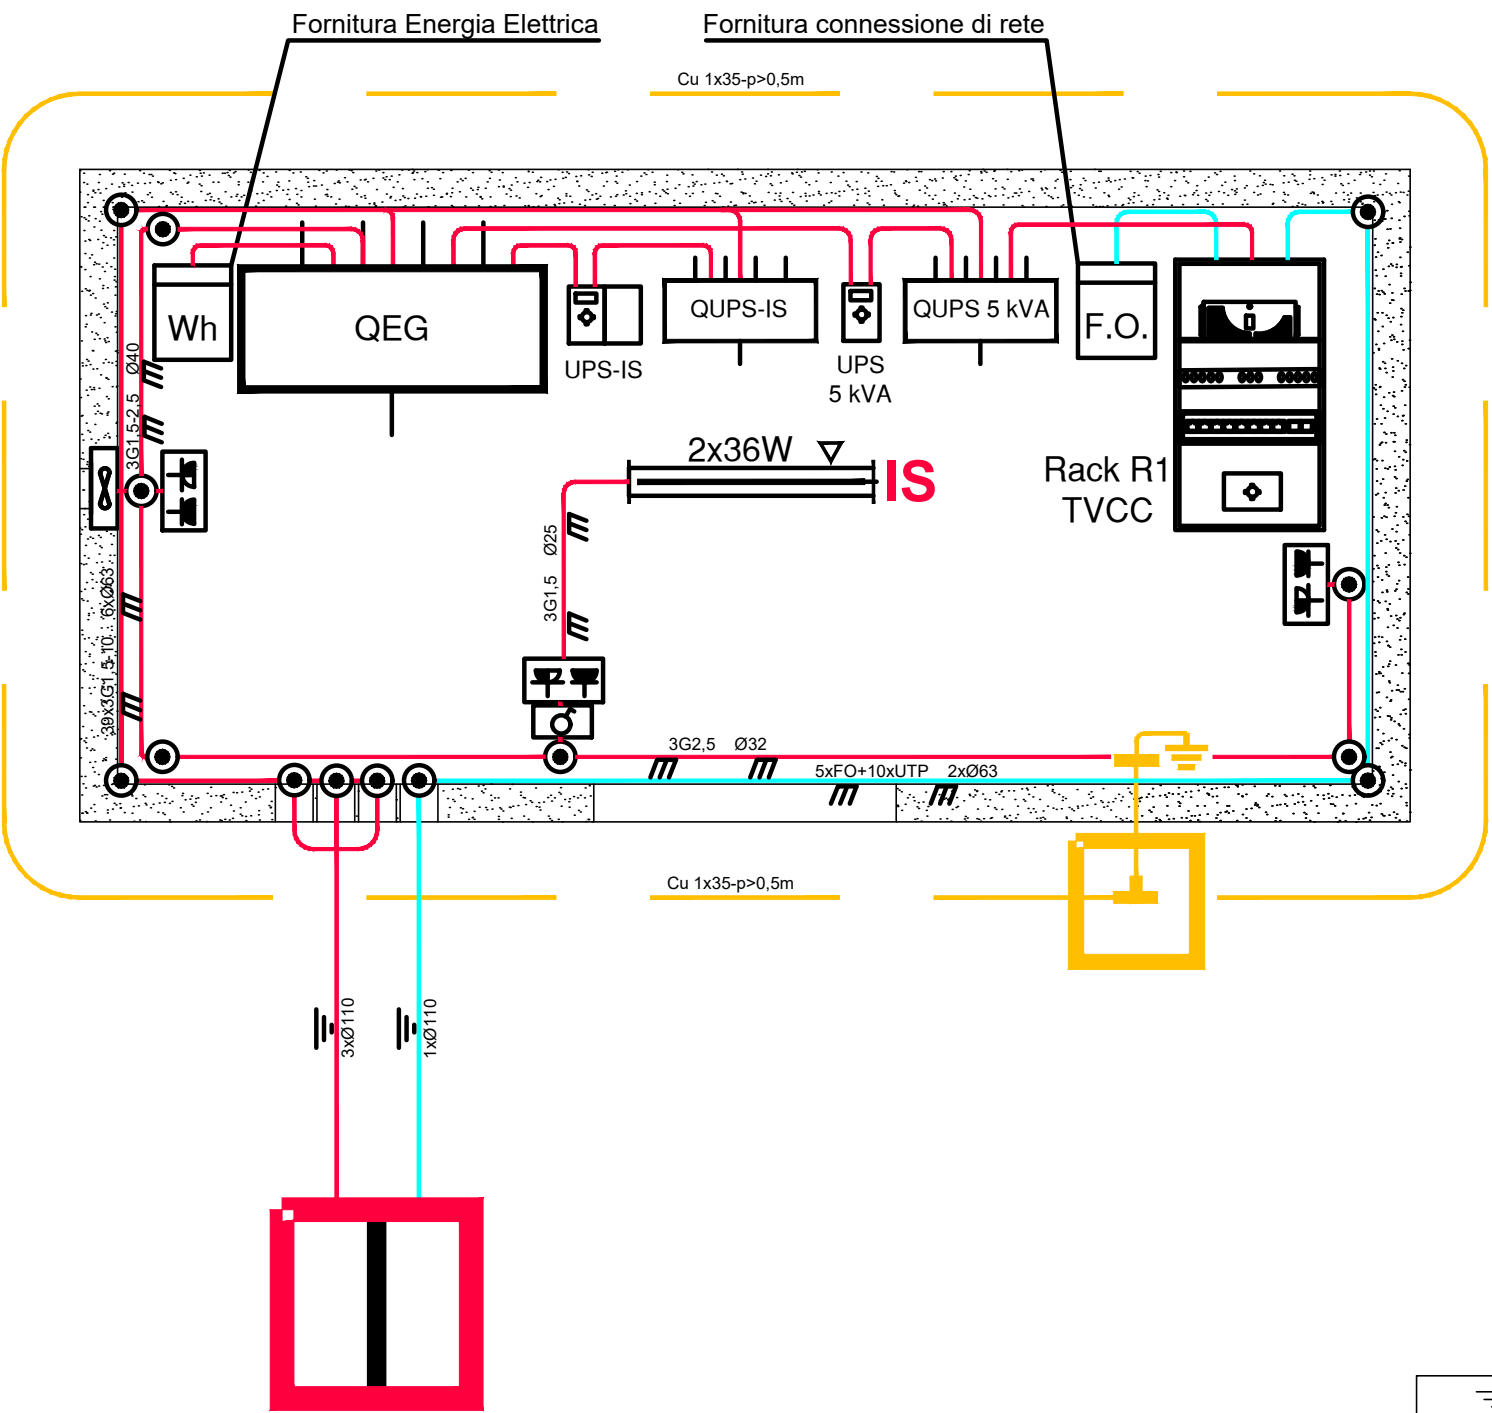 Fornitura Energia Elettrica
Fornitura connessione di rete
Cu 1x35-p>0,5m
Wh
QEG
UPS-IS
QUPS-IS
UPS
5 kVA
QUPS 5 kVA
F.O.
Rack R1
TVCC
2x36W
IS
3G1,5-2,5 Ø40
39x3G1,5-10 6xØ63
3G1,5 Ø25
3G2,5 Ø32
5xFO+10xUTP 2xØ63
Cu 1x35-p>0,5m
3xØ110
1xØ110